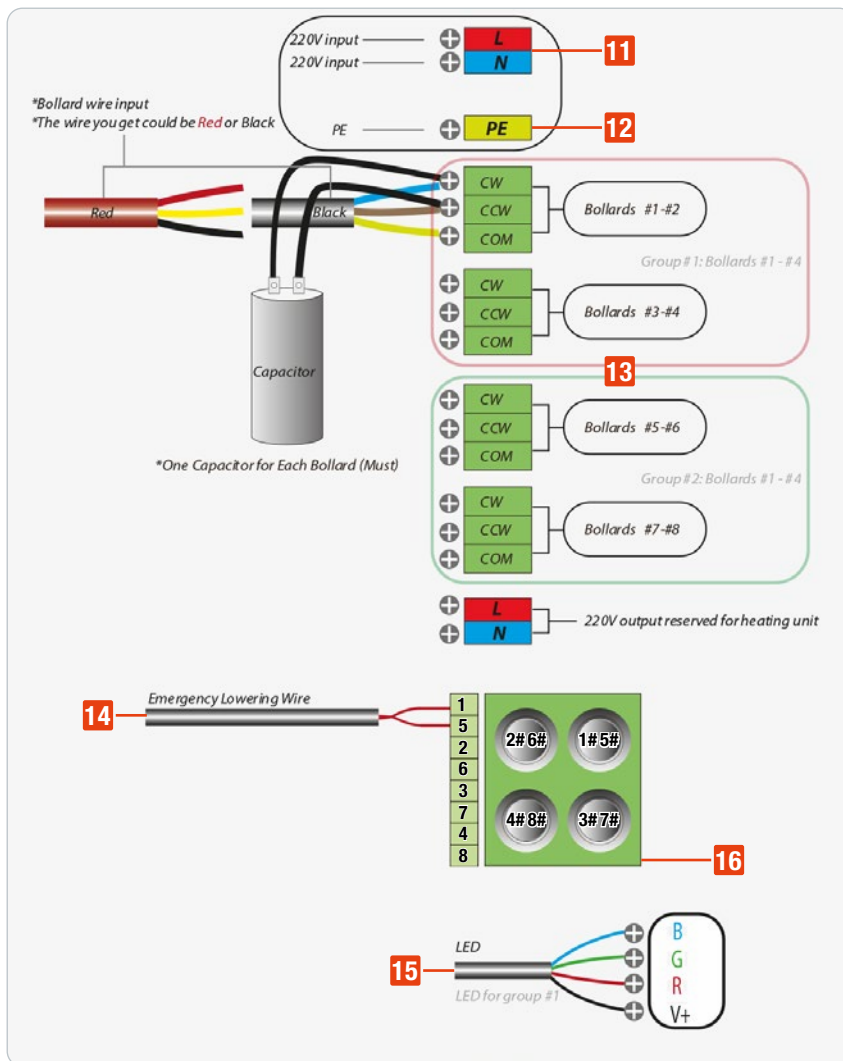 220V input
L
11
220V input
N
PE
PE
12
*Bollard wire input
*The wire you get could be Red or Black
Red
Black
CW
CCW
COM
Bollards #1-#2
Group #1: Bollards #1 - #4
CW
CCW
COM
Bollards #3-#4
Capacitor
*One Capacitor for Each Bollard (Must)
13
CW
CCW
COM
Bollards #5-#6
Group #2: Bollards #1 - #4
CW
CCW
COM
Bollards #7-#8
L
N
220V output reserved for heating unit
14
Emergency Lowering Wire
1
5
2
6
3
7
4
8
2#6#
1#5#
4#8#
3#7#
16
15
LED
LED for group #1
B
G
R
V+